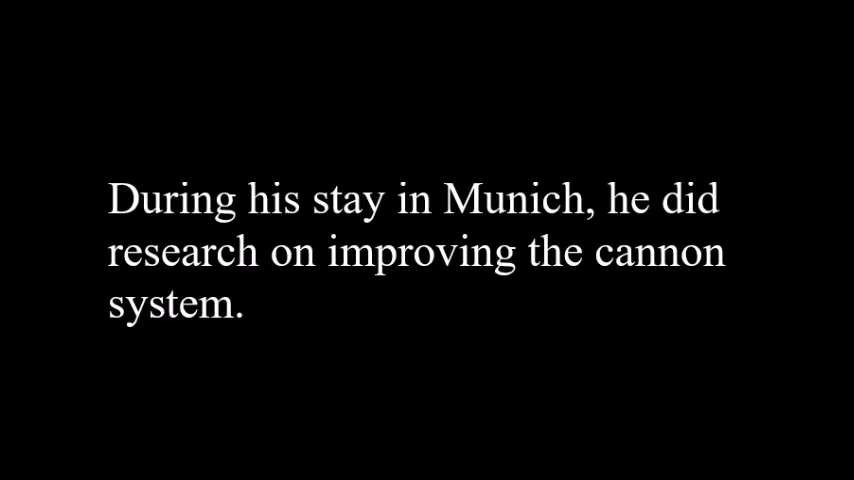 During his stay in Munich, he did
research on improving the cannon
system.